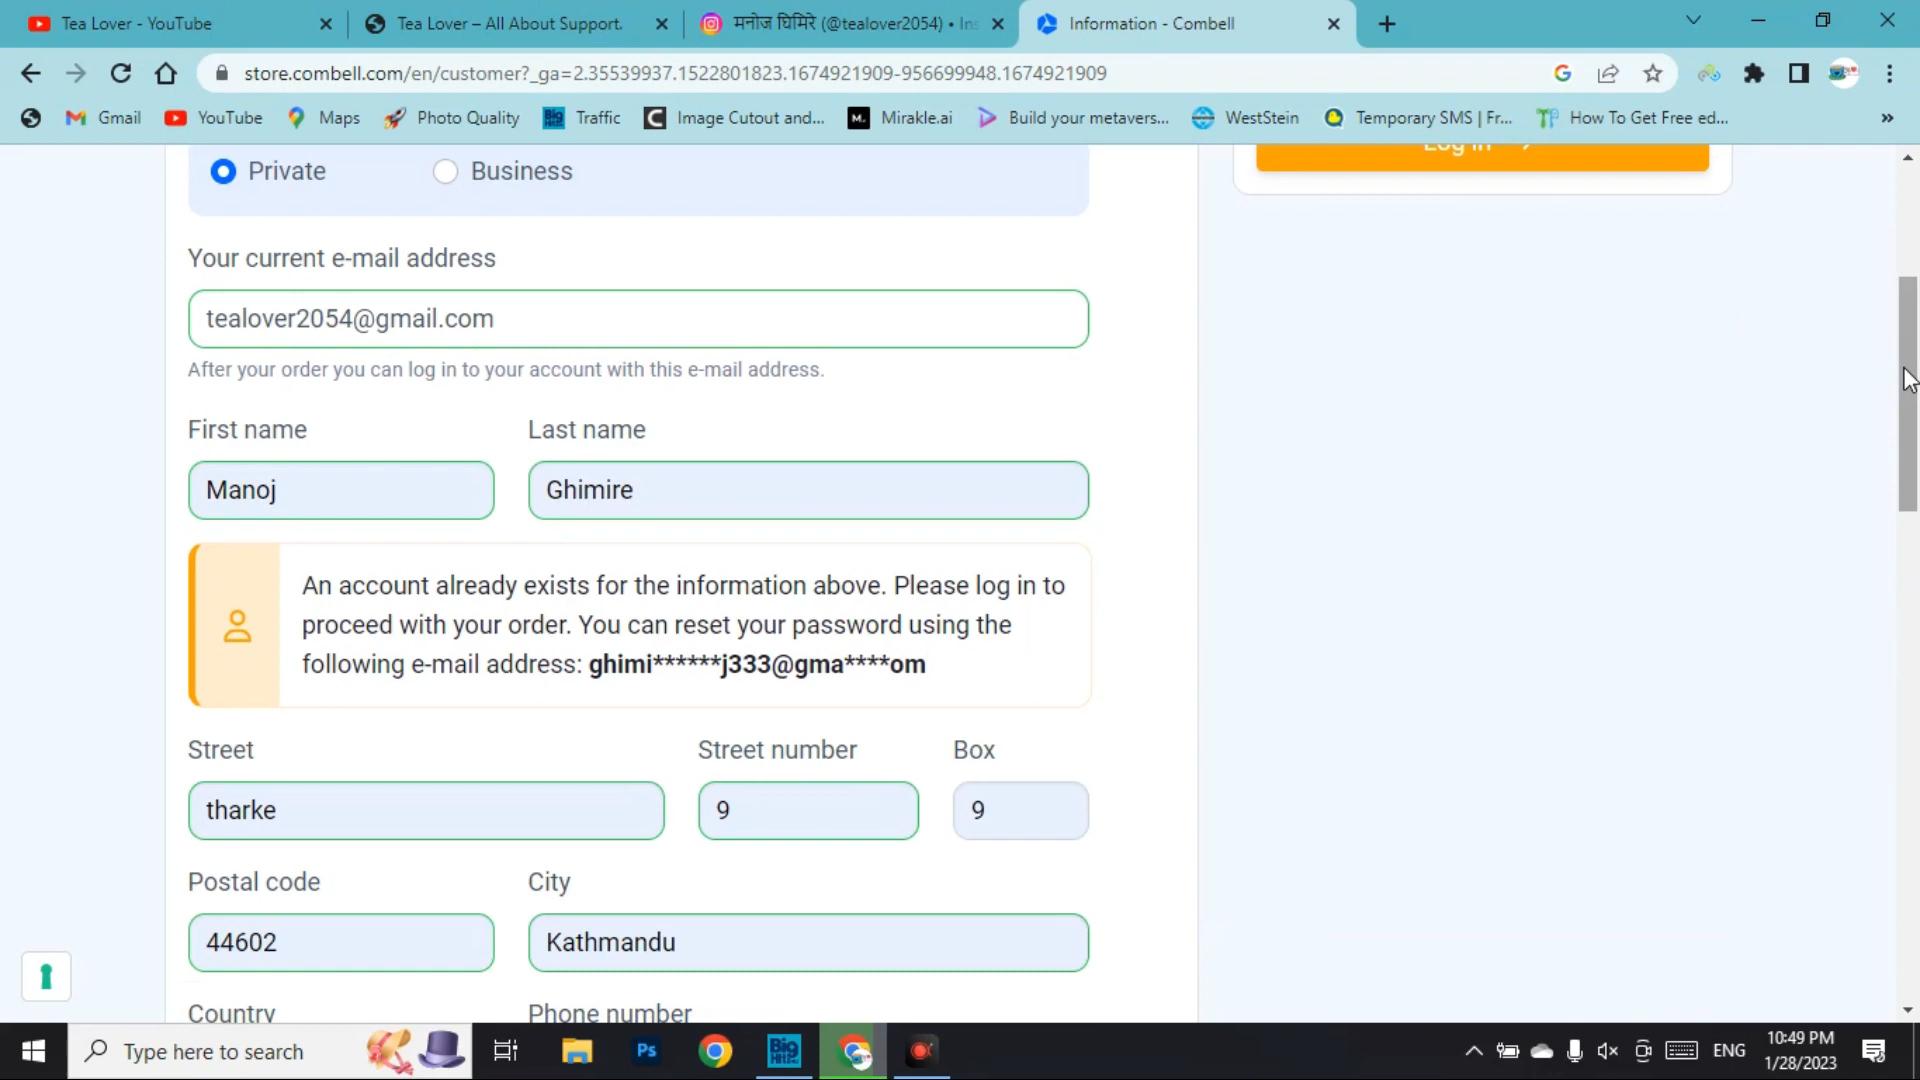 Tea Lover - YouTube
Tea Lover – All About Support.
मनोज घिमिरे (@tealover2054) • Ins
Information - Combell
store.combell.com/en/customer?_ga=2.35539937.1522801823.1674921909-956699948.1674921909
Gmail
YouTube
Maps
Photo Quality
Traffic
Image Cutout and...
Mirakle.ai
Build your metavers...
WestStein
Temporary SMS | Fr...
How To Get Free ed...
»
Private
Business
Log in
Your current e-mail address
tealover2054@gmail.com
After your order you can log in to your account with this e-mail address.
First name
Last name
Manoj
Ghimire
An account already exists for the information above. Please log in to
proceed with your order. You can reset your password using the
following e-mail address: ghimi******j333@gma****om
Street
Street number
Box
tharke
9
9
Postal code
City
44602
Kathmandu
Country
Phone number
Type here to search
Ps
ENG
10:49 PM
1/28/2023